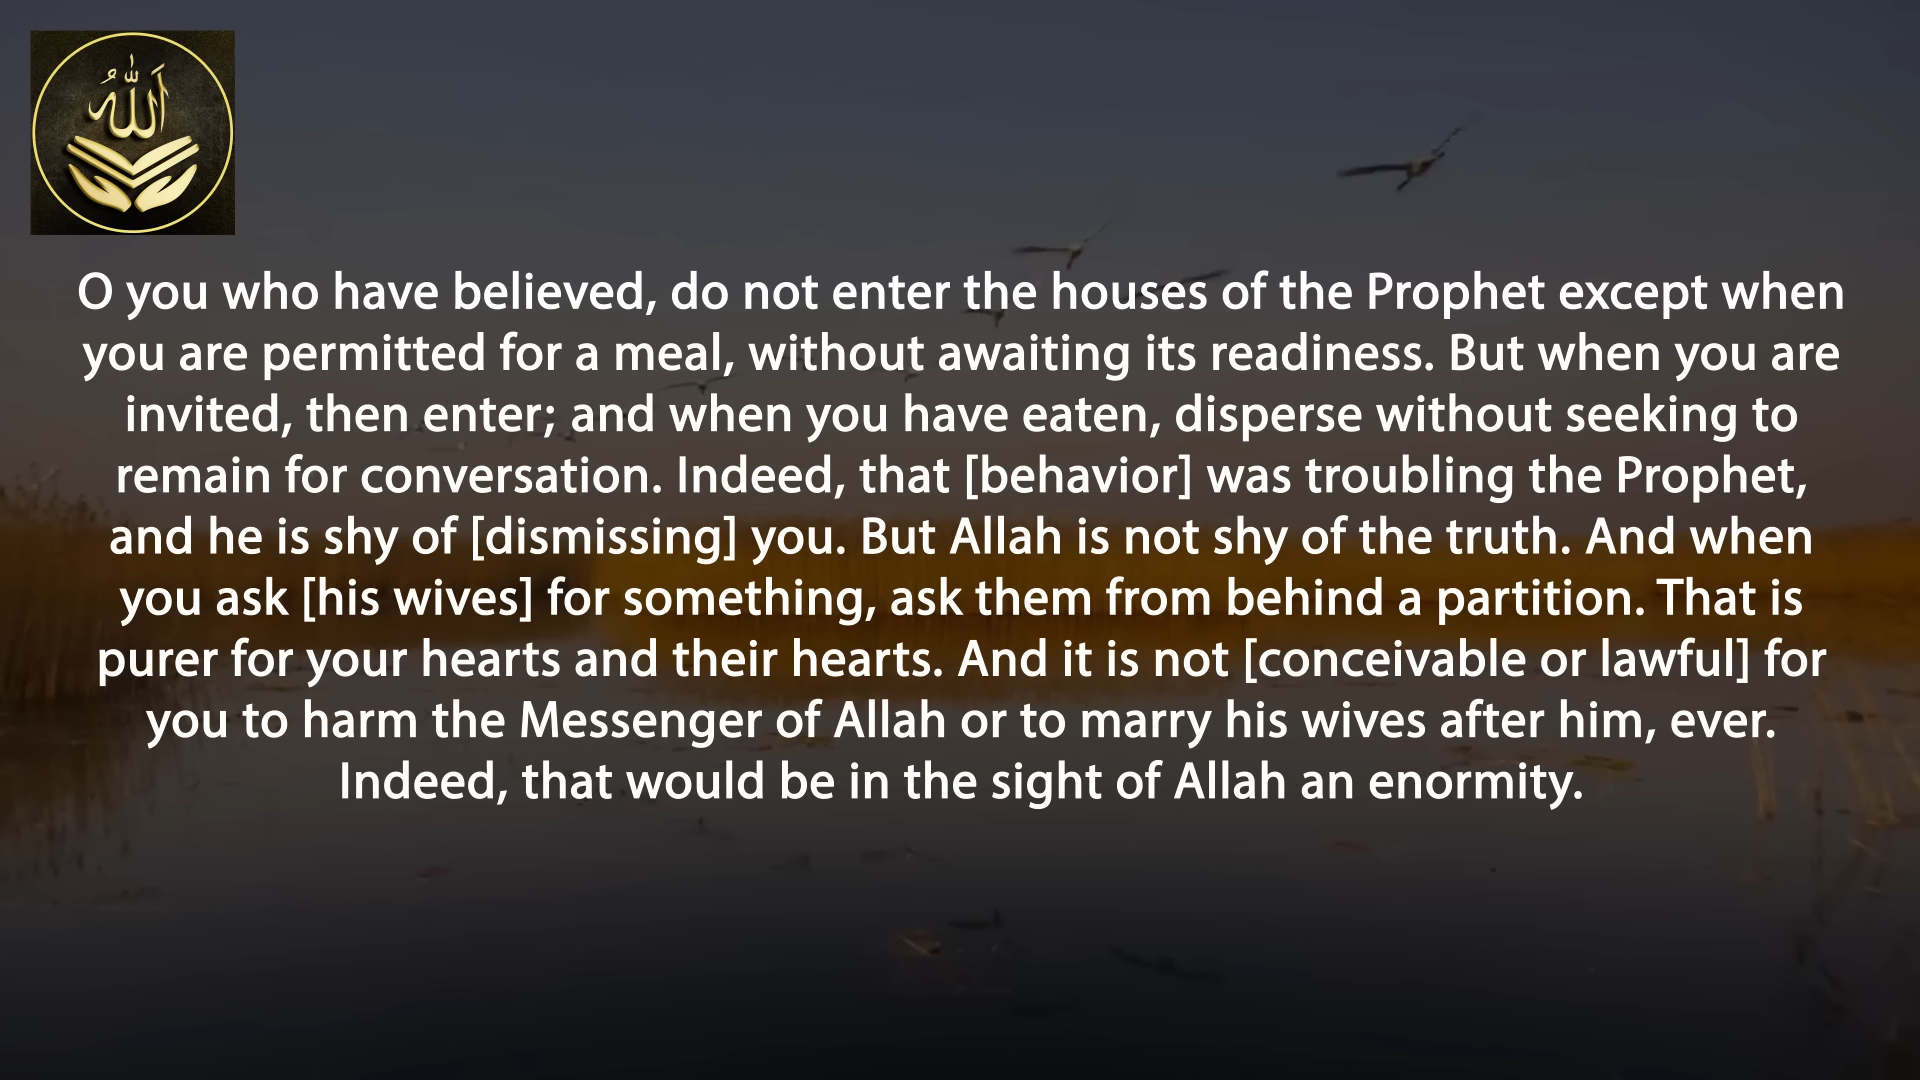 اَللّٰهُ
O you who have believed, do not enter the houses of the Prophet except when
you are permitted for a meal, without awaiting its readiness. But when you are
invited, then enter; and when you have eaten, disperse without seeking to
remain for conversation. Indeed, that [behavior] was troubling the Prophet,
and he is shy of [dismissing] you. But Allah is not shy of the truth. And when
you ask [his wives] for something, ask them from behind a partition. That is
purer for your hearts and their hearts. And it is not [conceivable or lawful] for
you to harm the Messenger of Allah or to marry his wives after him, ever.
Indeed, that would be in the sight of Allah an enormity.